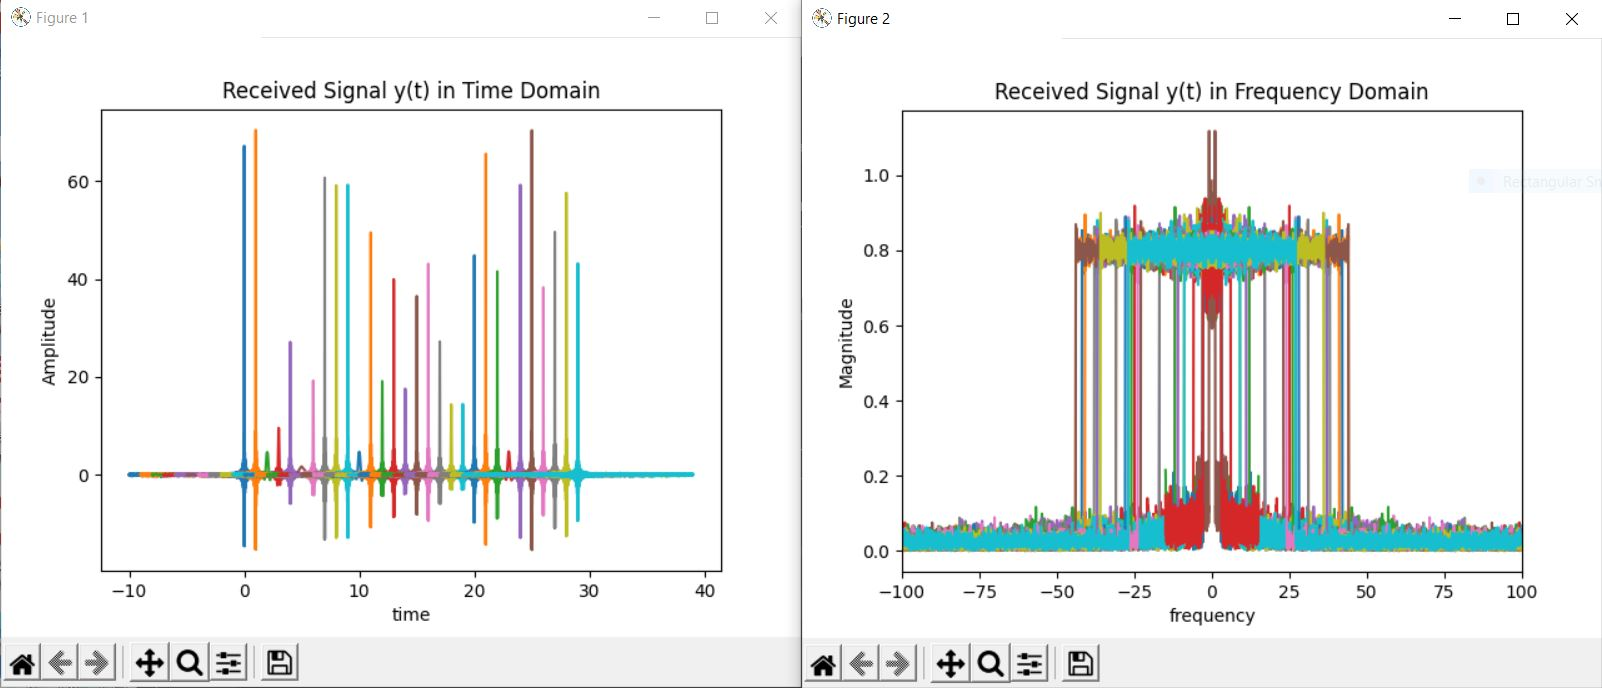 Figure 1
Received Signal y(t) in Time Domain
60
40
20
0
Amplitude
−10
0
10
20
30
40
time
Figure 2
Received Signal y(t) in Frequency Domain
1.0
0.8
0.6
0.4
0.2
0.0
Magnitude
−100
−75
−50
−25
0
25
50
75
100
frequency
Rectangular Sn